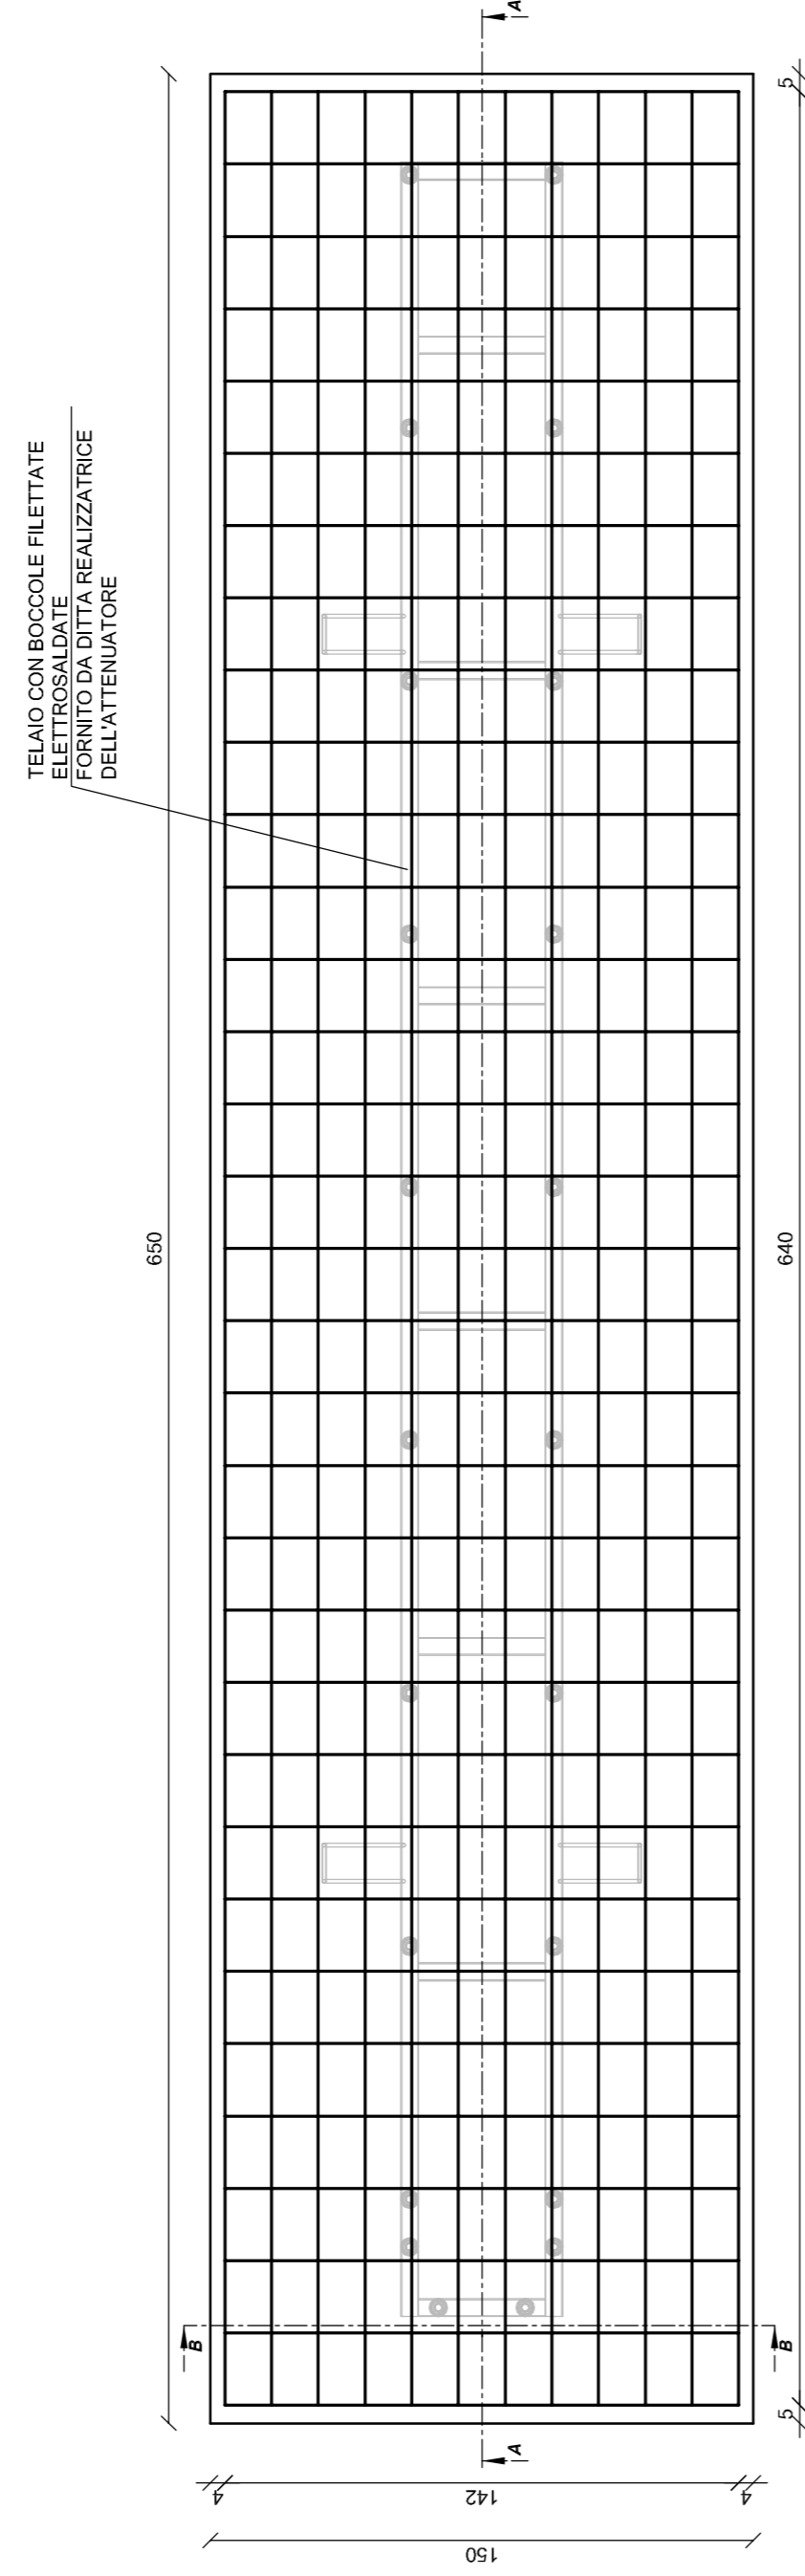 A
5
TELAIO CON BOCCOLE FILETTATE
ELETTROSALDATE
FORNITO DA DITTA REALIZZATRICE
DELL'ATTENUATORE
650
640
B
B
5
A
4
142
4
150